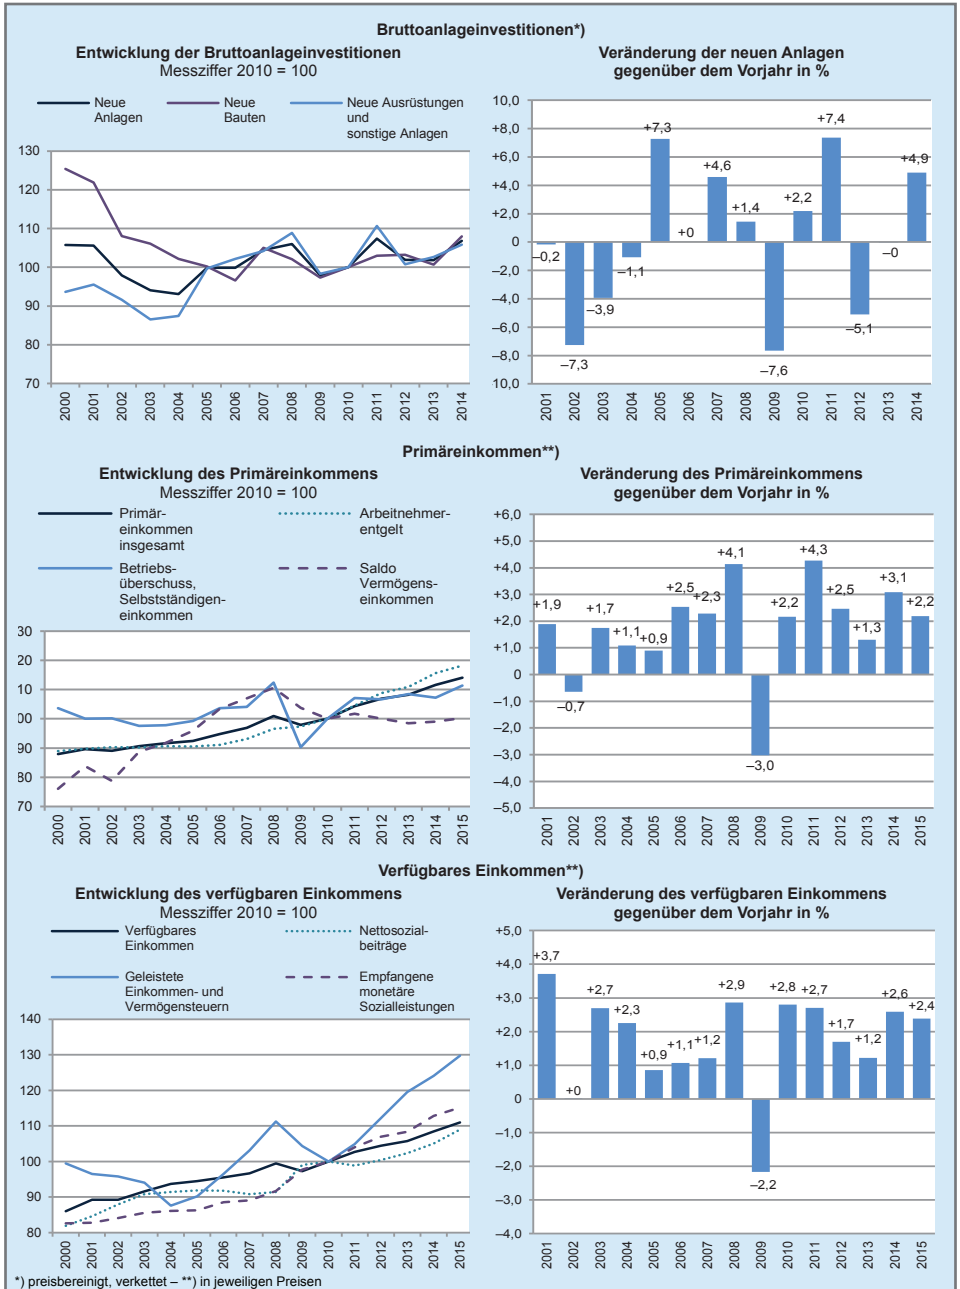 Bruttoanlageinvestitionen*)
Entwicklung der Bruttoanlageinvestitionen
Messziffer 2010 = 100
Neue
Anlagen
Neue
Bauten
Neue Ausrüstungen
und
sonstige Anlagen
130
120
110
100
90
80
70
2000 2001 2002 2003 2004 2005 2006 2007 2008 2009 2010 2011 2012 2013 2014
Veränderung der neuen Anlagen
gegenüber dem Vorjahr in %
10,0
+8,0
+6,0
+4,0
+2,0
0
–2,0
–4,0
–6,0
–8,0
10,0
–0,2
–7,3
–3,9
–1,1
+7,3
+0
+4,6
+1,4
–7,6
+2,2
+7,4
–5,1
–0
+4,9
2001 2002 2003 2004 2005 2006 2007 2008 2009 2010 2011 2012 2013 2014
Primäreinkommen**)
Entwicklung des Primäreinkommens
Messziffer 2010 = 100
Primär-
einkommen
insgesamt
Arbeitnehmer-
entgelt
Betriebs-
überschuss,
Selbstständigen-
einkommen
Saldo
Vermögens-
einkommen
30
20
10
00
90
80
70
2000 2001 2002 2003 2004 2005 2006 2007 2008 2009 2010 2011 2012 2013 2014 2015
Veränderung des Primäreinkommens
gegenüber dem Vorjahr in %
+6,0
+5,0
+4,0
+3,0
+2,0
+1,0
0
–1,0
–2,0
–3,0
–4,0
–5,0
+1,9
–0,7
+1,7
+1,1
+0,9
+2,5
+2,3
+4,1
–3,0
+2,2
+4,3
+2,5
+1,3
+3,1
+2,2
2001 2002 2003 2004 2005 2006 2007 2008 2009 2010 2011 2012 2013 2014 2015
Verfügbares Einkommen**)
Entwicklung des verfügbaren Einkommens
Messziffer 2010 = 100
Verfügbares
Einkommen
Nettosozial-
beiträge
Geleistete
Einkommen- und
Vermögensteuern
Empfangene
monetäre
Sozialleistungen
140
130
120
110
100
90
80
2000 2001 2002 2003 2004 2005 2006 2007 2008 2009 2010 2011 2012 2013 2014 2015
Veränderung des verfügbaren Einkommens
gegenüber dem Vorjahr in %
+5,0
+4,0
+3,0
+2,0
+1,0
0
–1,0
–2,0
–3,0
–4,0
+3,7
+0
+2,7
+2,3
+0,9
+1,1
+1,2
+2,9
–2,2
+2,8
+2,7
+1,7
+1,2
+2,6
+2,4
2001 2002 2003 2004 2005 2006 2007 2008 2009 2010 2011 2012 2013 2014 2015
*) preisbereinigt, verkettet – **) in jeweiligen Preisen